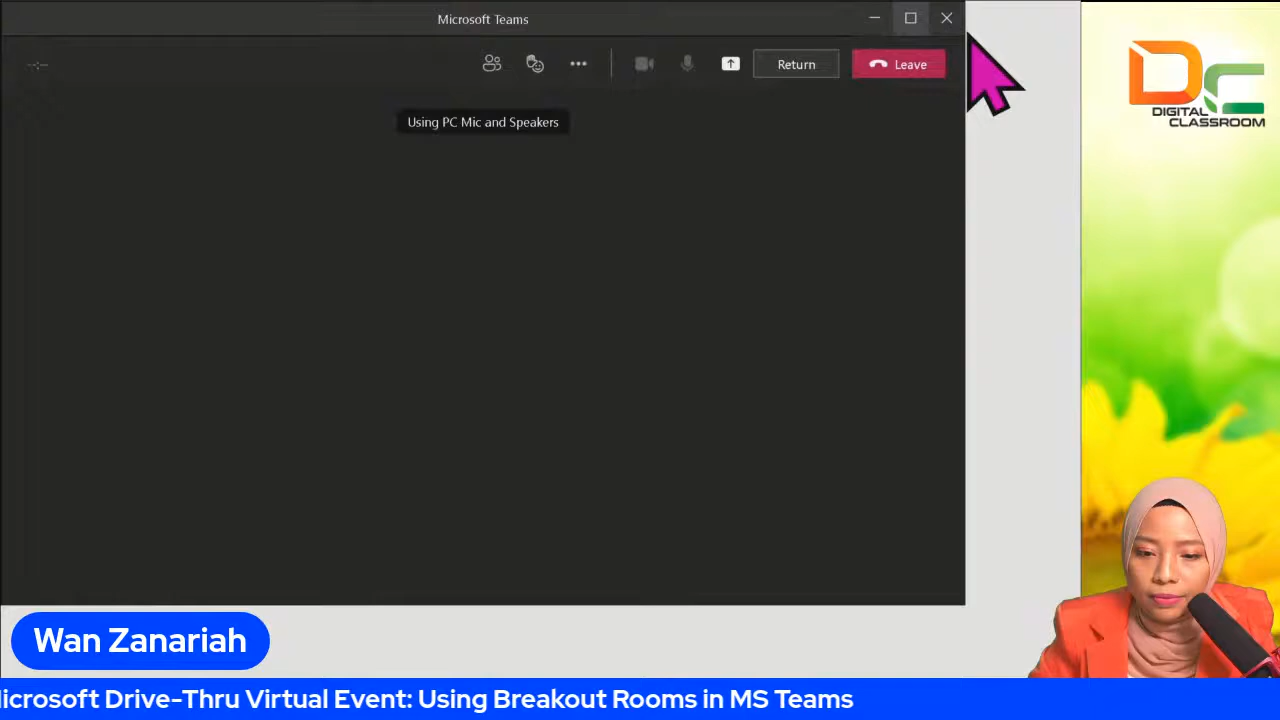 Microsoft Teams
Return
Leave
Using PC Mic and Speakers
DC
DIGITAL
CLASSROOM
Wan Zanariah
icrosoft Drive-Thru Virtual Event: Using Breakout Rooms in MS Teams